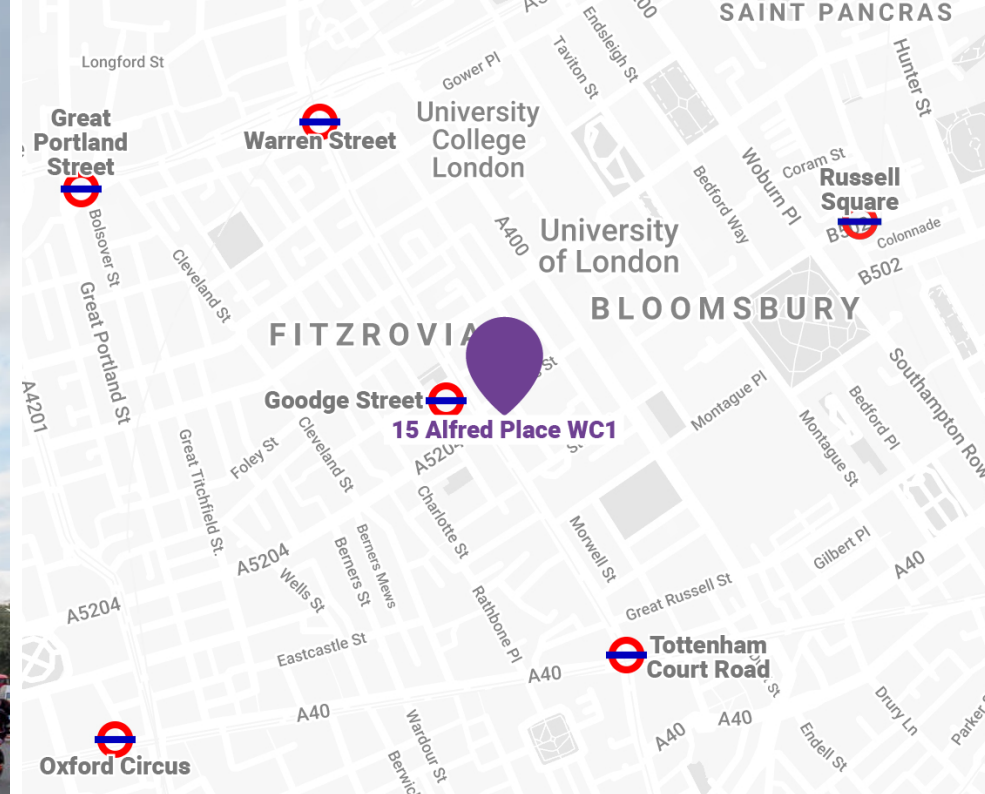 SAINT PANCRAS
Longford St
Gower Pl
Taviton St
Endsleigh St
Hunter St
Great
Portland
Street
Warren Street
University
College
London
Woburn Pl
Coram St
Bedford Way
Russell
Square
B502
Colonnade
B502
Bolsover St
Cleveland St
A400
University
of London
BLOOMSBURY
FITZROVIA
Great Portland St
A4201
Goodge Street
15 Alfred Place WC1
St
Montague Pl
Southampton Row
Bedford Pl
Montague St
Great Titchfield St.
Foley St
Cleveland St
A5204
Charlotte St
Morwell St
Gilbert Pl
A40
A5204
Wells St
Berners St
Berners Mews
A5204
Rathbone Pl
Great Russell St
Eastcastle St
Tottenham
Court Road
St
A40
A40
A40
A40
Drury Ln
Parker
Endell St
Wardour St
Oxford Circus